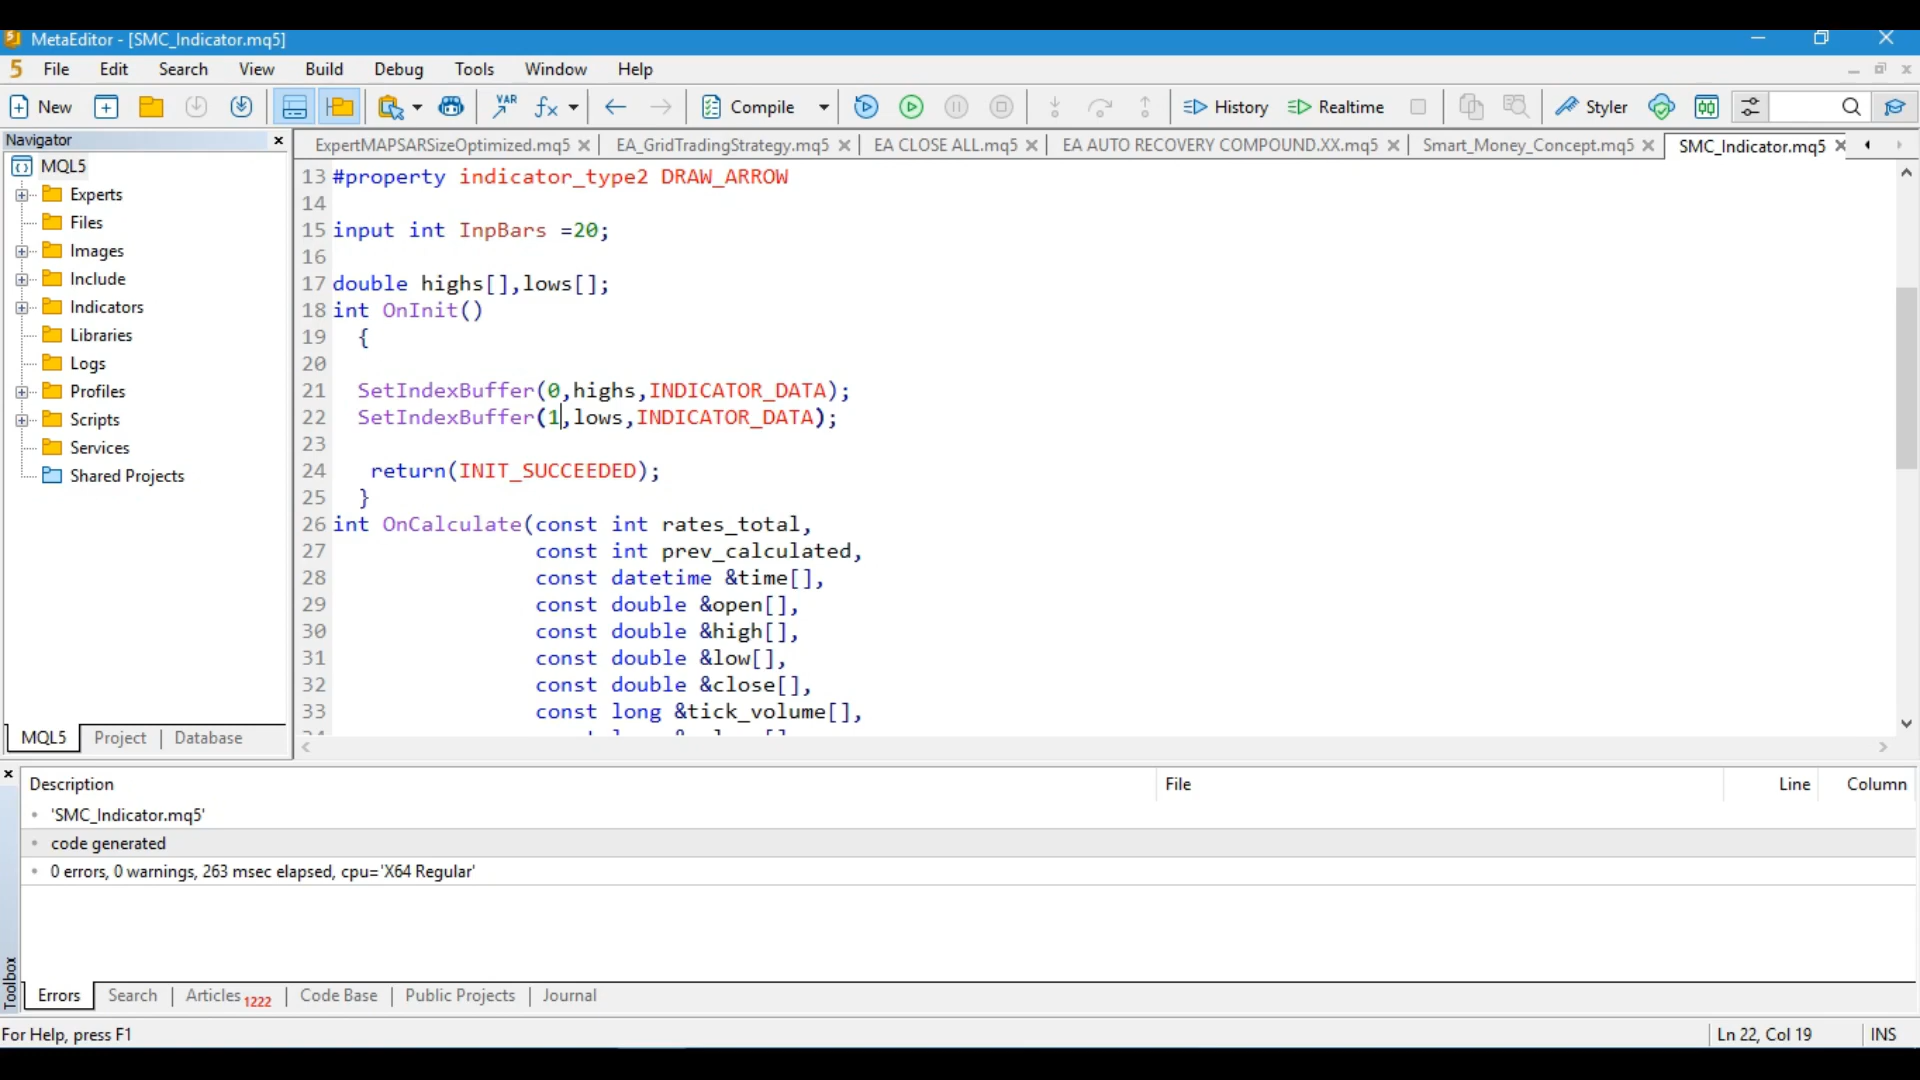 MetaEditor - [SMC_Indicator.mq5]
5 File Edit Search View Build Debug Tools Window Help
New VAR fx Compile History Realtime Styler
Navigator
ExpertMAPSARSizeOptimized.mq5 EA_GridTradingStrategy.mq5 EA CLOSE ALL.mq5 EA AUTO RECOVERY COMPOUND.XX.mq5 Smart_Money_Concept.mq5 SMC_Indicator.mq5
MQL5
Experts
Files
Images
Include
Indicators
Libraries
Logs
Profiles
Scripts
Services
Shared Projects
MQL5 Project Database
13 #property indicator_type2 DRAW_ARROW
14
15 input int InpBars =20;
16
17 double highs[],lows[];
18 int OnInit()
19 {
20
21 SetIndexBuffer(0,highs,INDICATOR_DATA);
22 SetIndexBuffer(1,lows,INDICATOR_DATA);
23
24 return(INIT_SUCCEEDED);
25 }
26 int OnCalculate(const int rates_total,
27 const int prev_calculated,
28 const datetime &time[],
29 const double &open[],
30 const double &high[],
31 const double &low[],
32 const double &close[],
33 const long &tick_volume[],
Description File Line Column
'SMC_Indicator.mq5'
code generated
0 errors, 0 warnings, 263 msec elapsed, cpu='X64 Regular'
Toolbox
Errors Search Articles 1222 Code Base Public Projects Journal
For Help, press F1 Ln 22, Col 19 INS